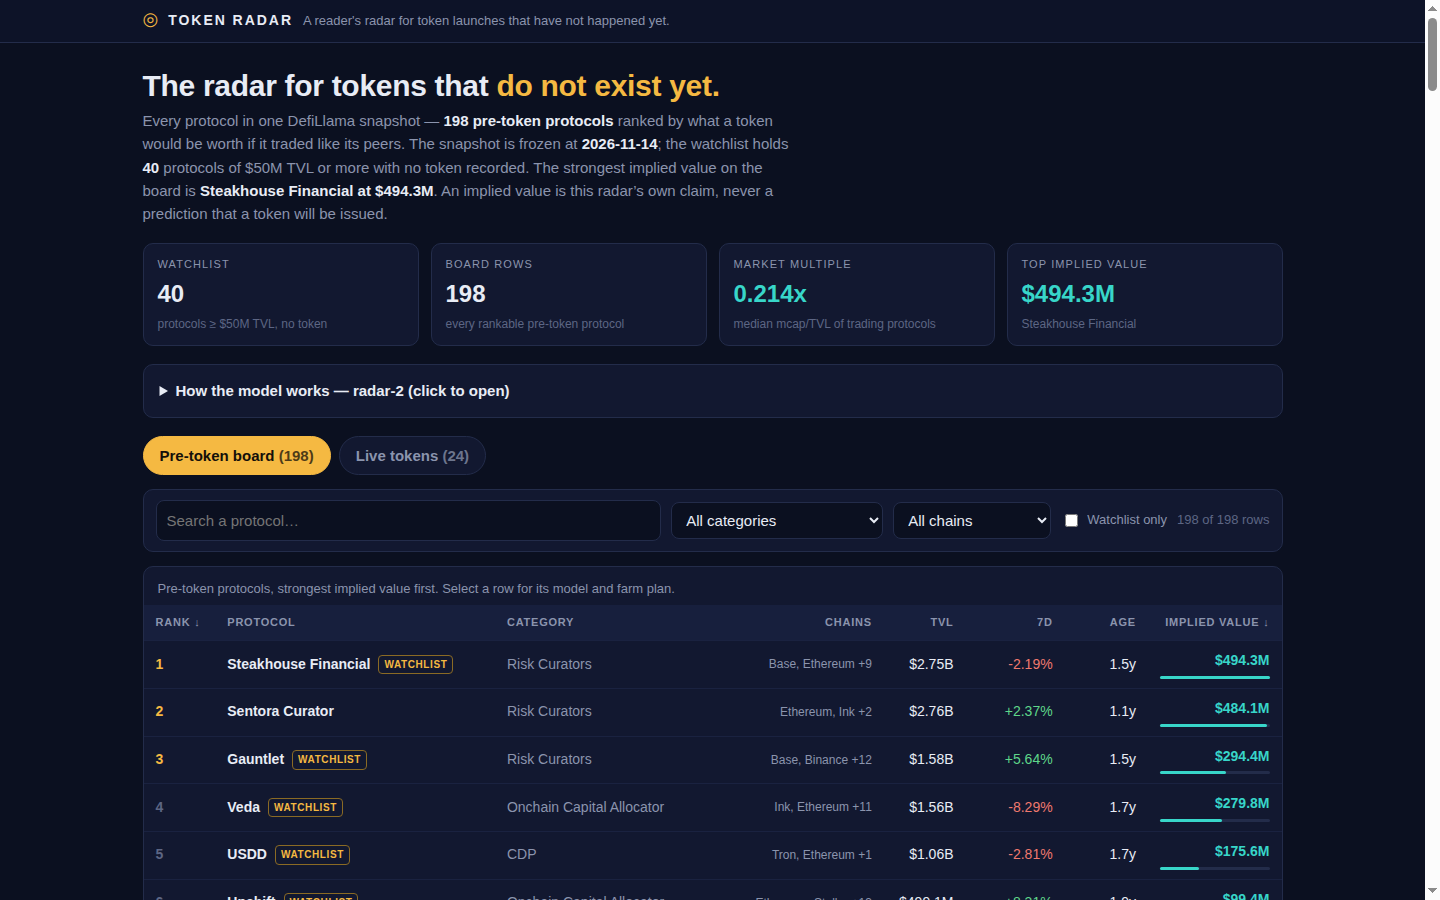 ◎ TOKEN RADAR A reader's radar for token launches that have not happened yet.
The radar for tokens that do not exist yet.
Every protocol in one DefiLlama snapshot — 198 pre-token protocols ranked by what a token
would be worth if it traded like its peers. The snapshot is frozen at 2026-11-14; the watchlist holds
40 protocols of $50M TVL or more with no token recorded. The strongest implied value on the
board is Steakhouse Financial at $494.3M. An implied value is this radar's own claim, never a
prediction that a token will be issued.
WATCHLIST
40
protocols ≥ $50M TVL, no token
BOARD ROWS
198
every rankable pre-token protocol
MARKET MULTIPLE
0.214x
median mcap/TVL of trading protocols
TOP IMPLIED VALUE
$494.3M
Steakhouse Financial
▶ How the model works — radar-2 (click to open)
Pre-token board (198) Live tokens (24)
Search a protocol… All categories All chains Watchlist only 198 of 198 rows
Pre-token protocols, strongest implied value first. Select a row for its model and farm plan.
RANK ↓ PROTOCOL CATEGORY CHAINS TVL 7D AGE IMPLIED VALUE ↓
1 Steakhouse Financial WATCHLIST Risk Curators Base, Ethereum +9 $2.75B -2.19% 1.5y $494.3M
2 Sentora Curator Risk Curators Ethereum, Ink +2 $2.76B +2.37% 1.1y $484.1M
3 Gauntlet WATCHLIST Risk Curators Base, Binance +12 $1.58B +5.64% 1.5y $294.4M
4 Veda WATCHLIST Onchain Capital Allocator Ink, Ethereum +11 $1.56B -8.29% 1.7y $279.8M
5 USDD WATCHLIST CDP Tron, Ethereum +1 $1.06B -2.81% 1.7y $175.6M
$99.4M